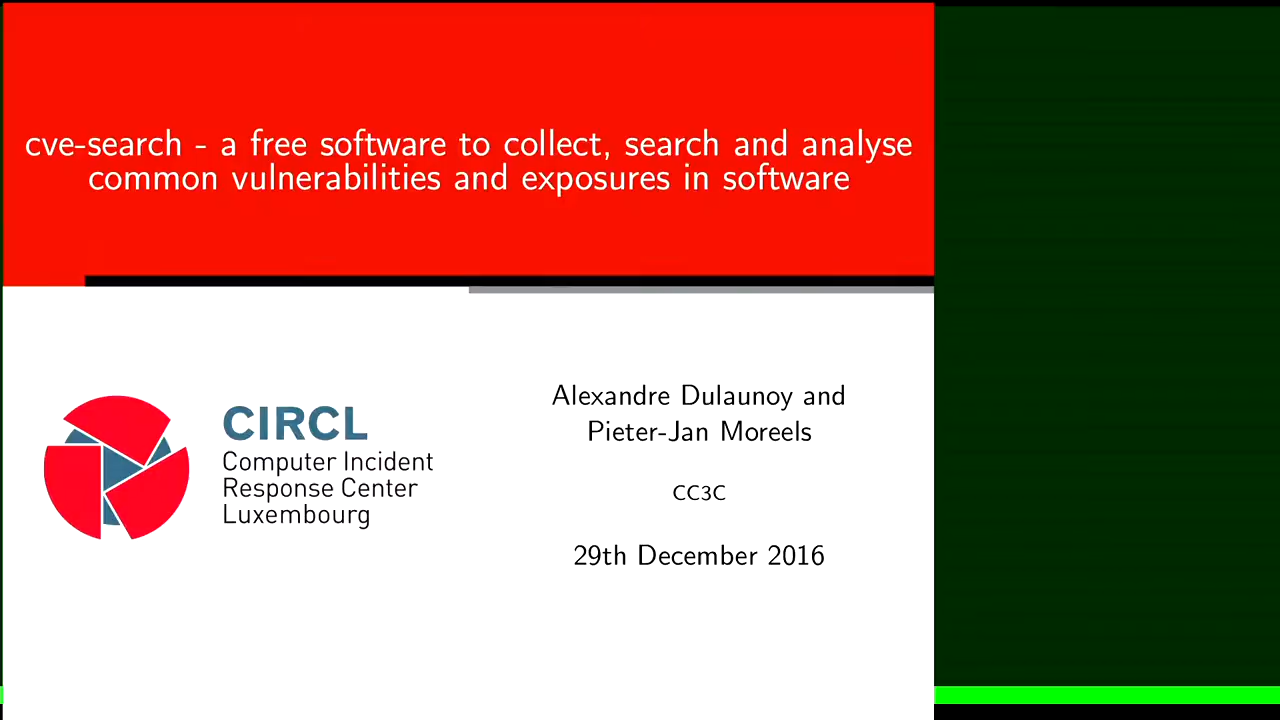 cve-search - a free software to collect, search and analyse
common vulnerabilities and exposures in software
CIRCL
Computer Incident
Response Center
Luxembourg
Alexandre Dulaunoy and
Pieter-Jan Moreels
CC3C
29th December 2016